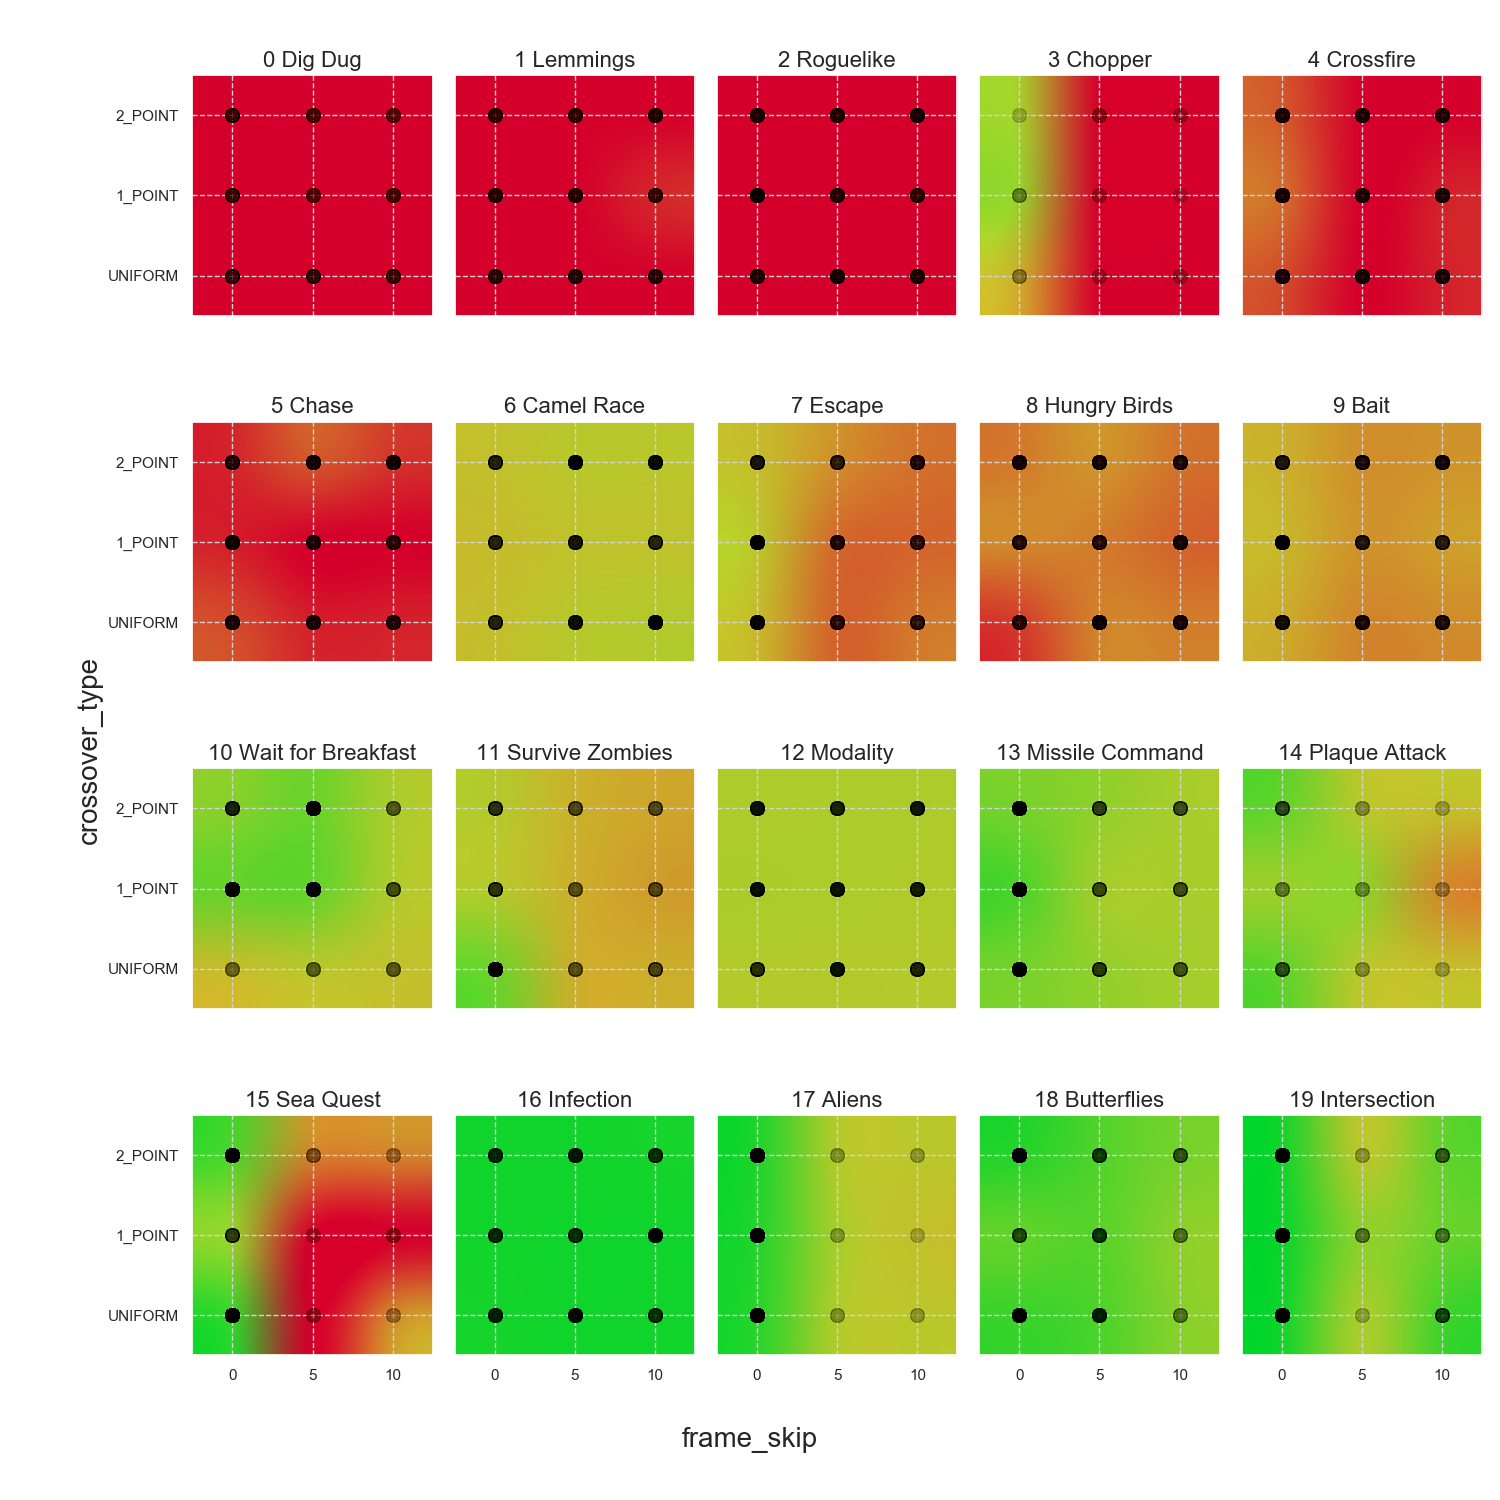 0 Dig Dug
1 Lemmings
2 Roguelike
3 Chopper
4 Crossfire
2_POINT
1_POINT
UNIFORM
5 Chase
6 Camel Race
7 Escape
8 Hungry Birds
9 Bait
2_POINT
1_POINT
UNIFORM
crossover_type
10 Wait for Breakfast
11 Survive Zombies
12 Modality
13 Missile Command
14 Plaque Attack
2_POINT
1_POINT
UNIFORM
15 Sea Quest
16 Infection
17 Aliens
18 Butterflies
19 Intersection
2_POINT
1_POINT
UNIFORM
0 5 10
0 5 10
0 5 10
0 5 10
0 5 10
frame_skip